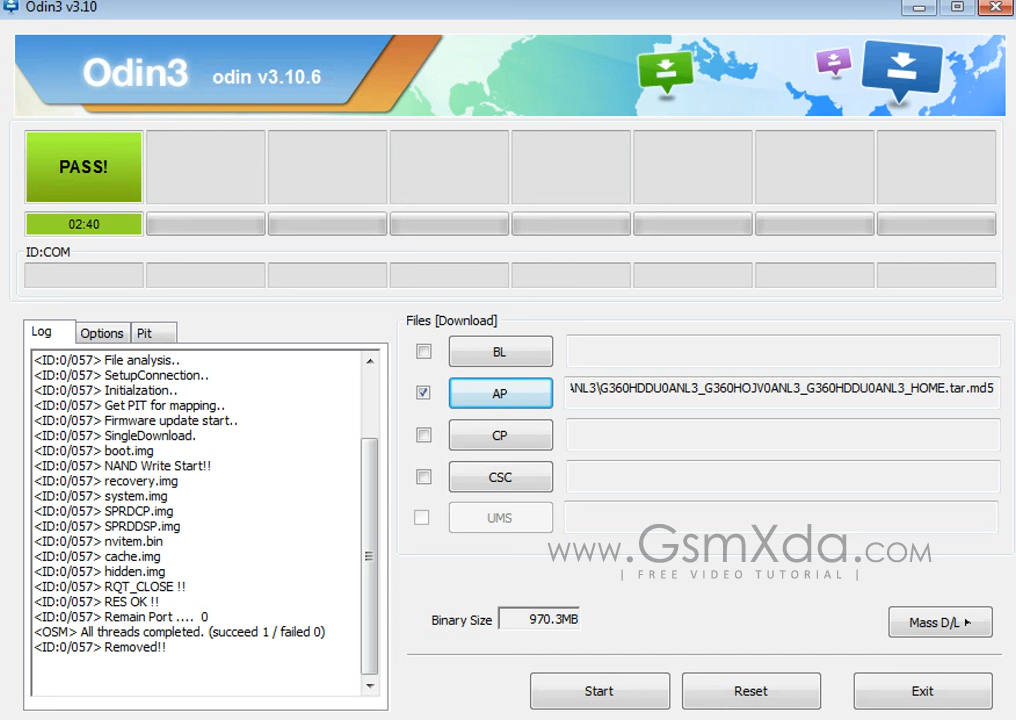 Odin3 v3.10
Odin3 odin v3.10.6
PASS!
02:40
ID:COM
Log Options Pit
<ID:0/057> File analysis..
<ID:0/057> SetupConnection..
<ID:0/057> Initialzation..
<ID:0/057> Get PIT for mapping..
<ID:0/057> Firmware update start..
<ID:0/057> SingleDownload.
<ID:0/057> boot.img
<ID:0/057> NAND Write Start!!
<ID:0/057> recovery.img
<ID:0/057> system.img
<ID:0/057> SPRDCP.img
<ID:0/057> SPRDDSP.img
<ID:0/057> nvitem.bin
<ID:0/057> cache.img
<ID:0/057> hidden.img
<ID:0/057> RQT_CLOSE !!
<ID:0/057> RES OK !!
<ID:0/057> Remain Port .... 0
<OSM> All threads completed. (succeed 1 / failed 0)
<ID:0/057> Removed!!
Files [Download]
BL
AP ANL3\G360HDDU0ANL3_G360HOJV0ANL3_G360HDDU0ANL3_HOME.tar.md5
CP
CSC
UMS
www.GsmXda.com
| FREE VIDEO TUTORIAL |
Binary Size 970.3MB
Mass D/L
Start Reset Exit